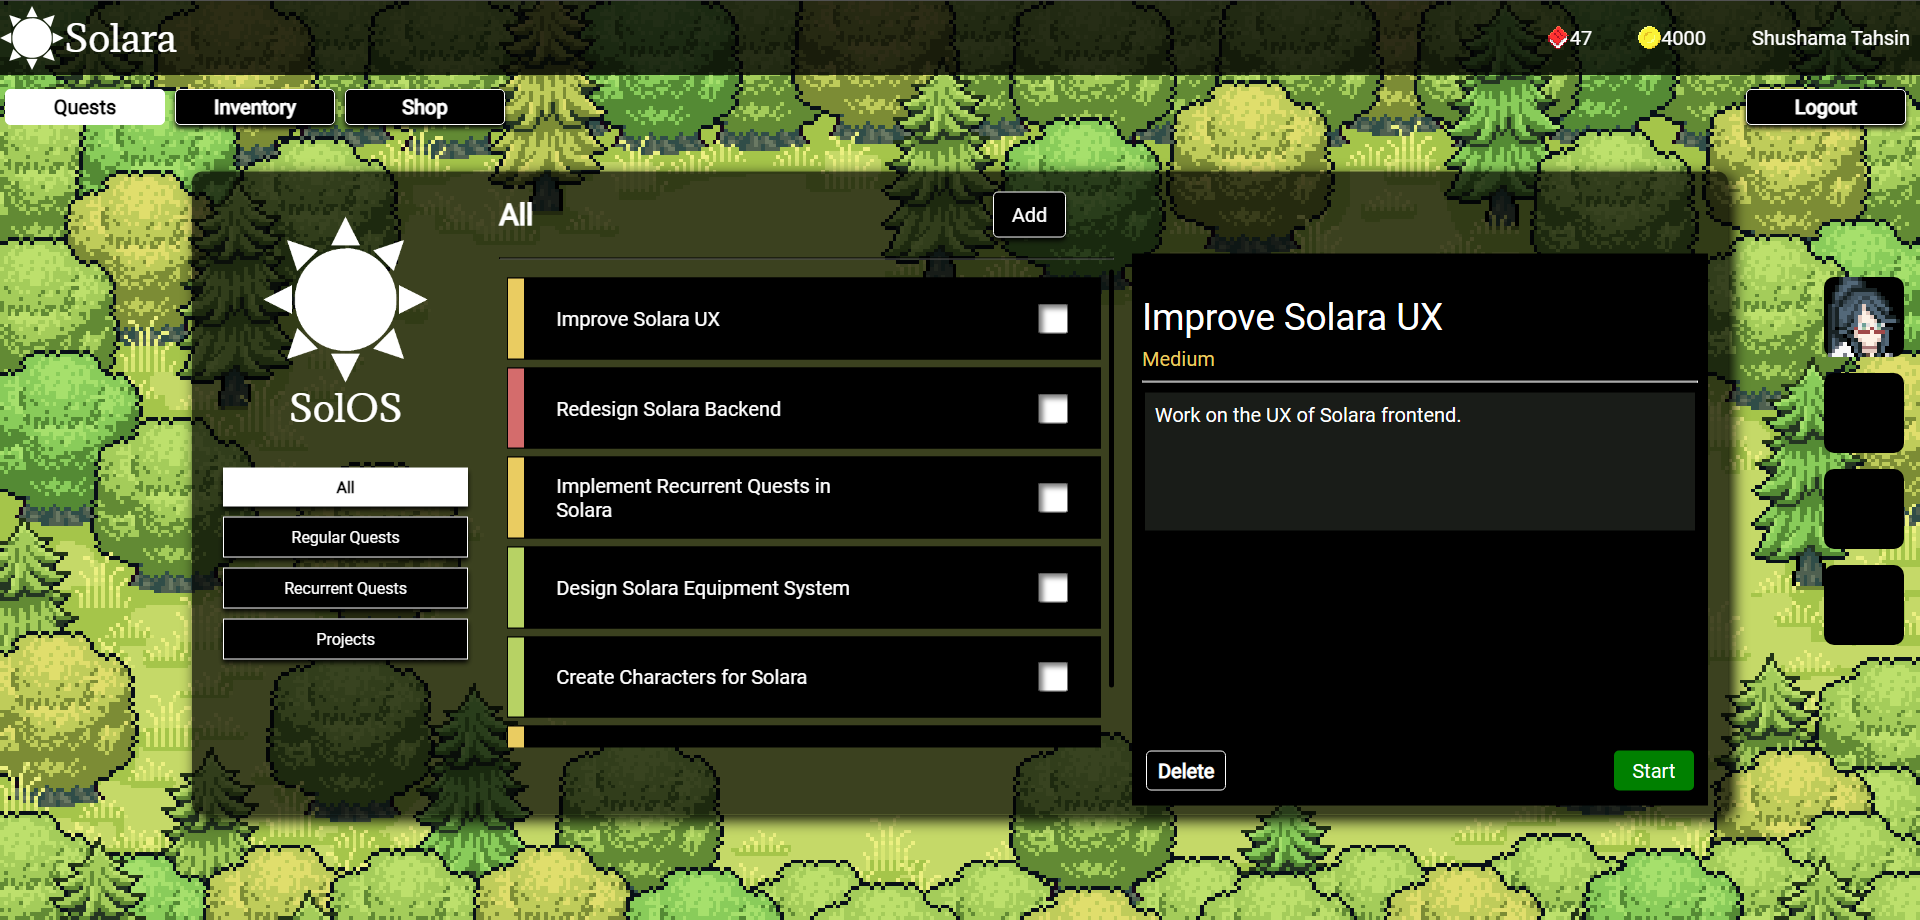 Solara
47
4000
Shushama Tahsin
Quests
Inventory
Shop
Logout
SolOS
All
Regular Quests
Recurrent Quests
Projects
All
Add
Improve Solara UX
Redesign Solara Backend
Implement Recurrent Quests in
Solara
Design Solara Equipment System
Create Characters for Solara
Improve Solara UX
Medium
Work on the UX of Solara frontend.
Delete
Start